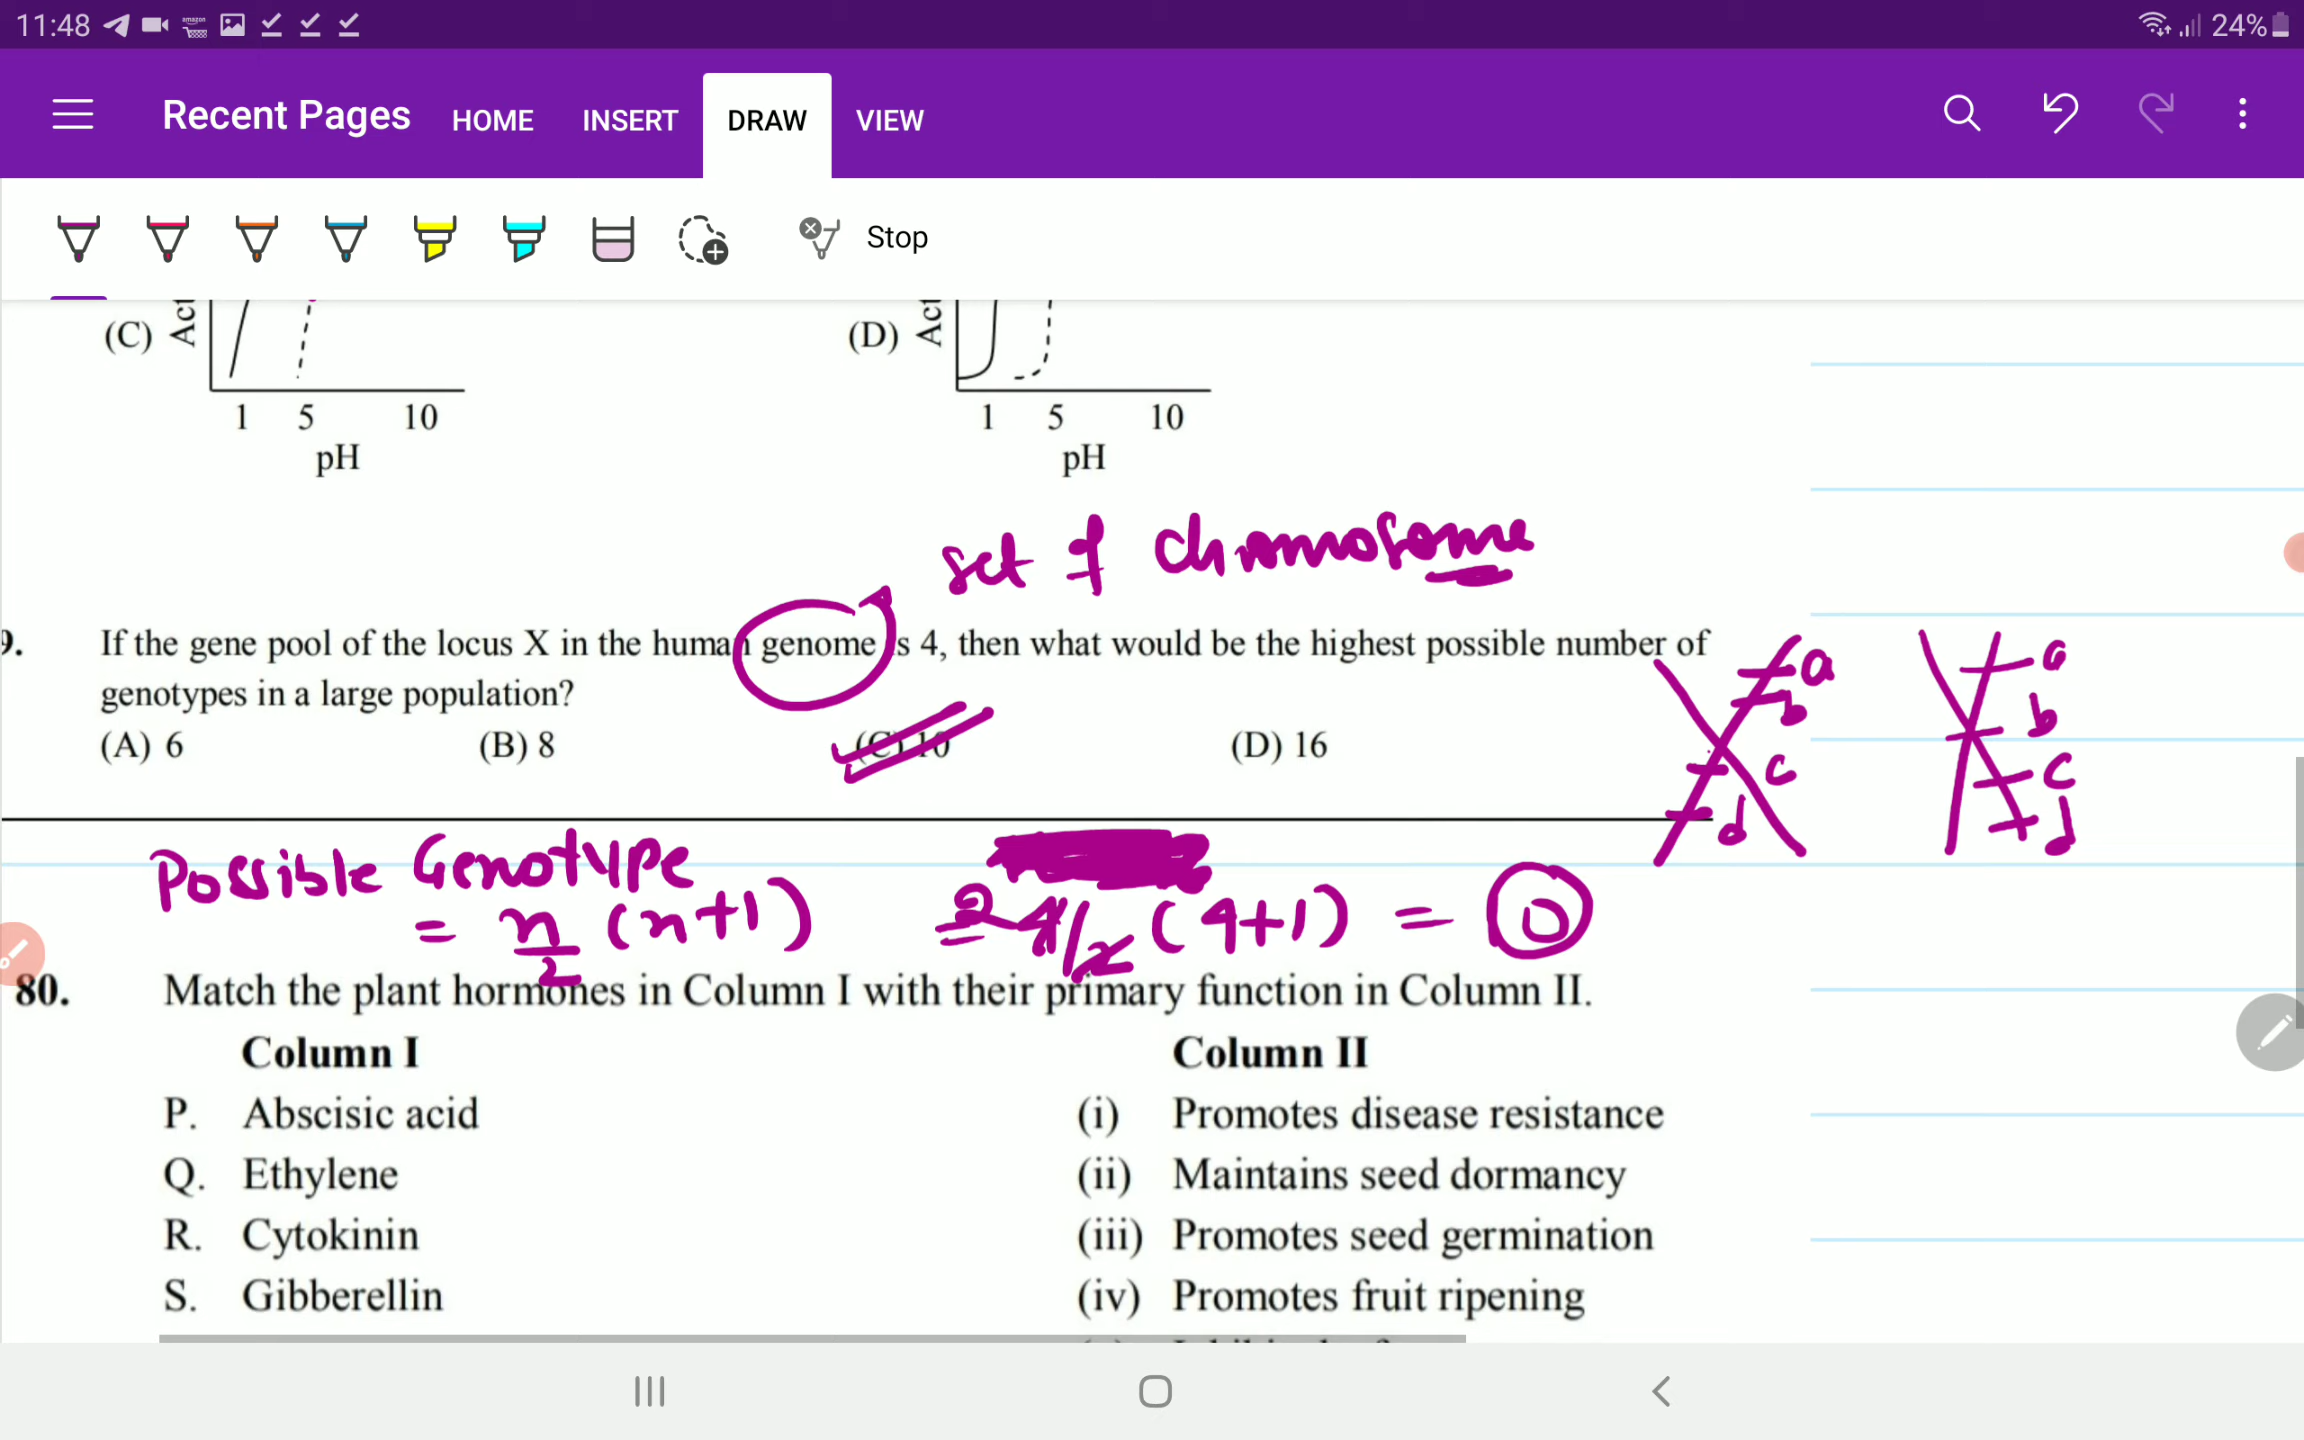 11:48 24%
Recent Pages HOME INSERT DRAW VIEW
Stop
(C) Act (D) Act
1 5 10 1 5 10
pH pH
set of chromosome
9. If the gene pool of the locus X in the human genome is 4, then what would be the highest possible number of
genotypes in a large population?
(A) 6 (B) 8 (C) 10 (D) 16
a b c d
a b c d
Possible Genotype
= n/2 (n+1) = 4/2 (4+1) = 10
80. Match the plant hormones in Column I with their primary function in Column II.
Column I Column II
P. Abscisic acid (i) Promotes disease resistance
Q. Ethylene (ii) Maintains seed dormancy
R. Cytokinin (iii) Promotes seed germination
S. Gibberellin (iv) Promotes fruit ripening